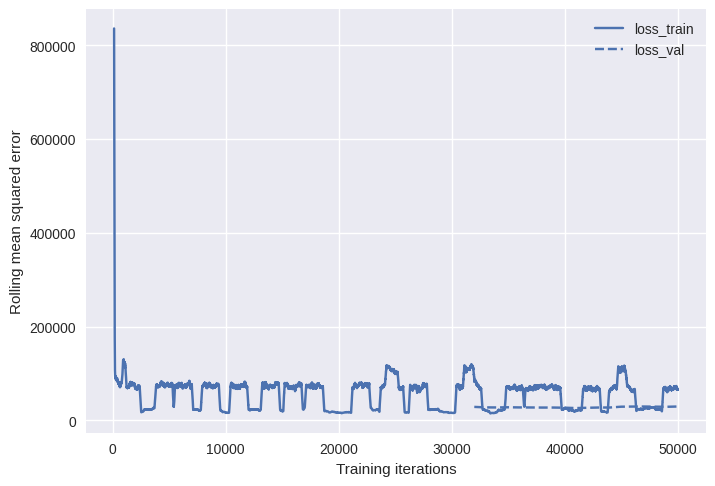 loss_train
loss_val
800000
600000
400000
200000
0
Rolling mean squared error
0
10000
20000
30000
40000
50000
Training iterations